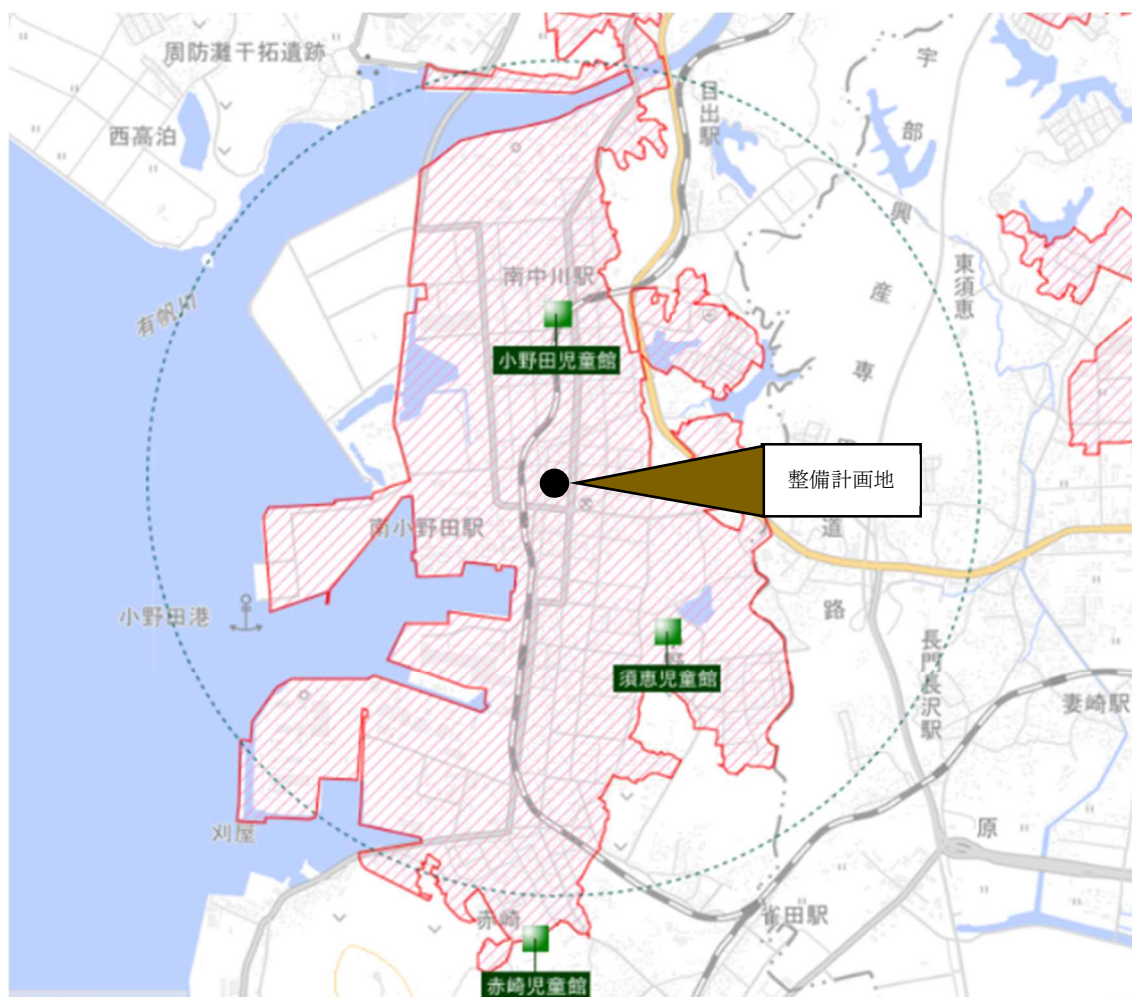 周防灘干拓遺跡
西高泊
目出駅
宇部興産専用道路
東須恵
有帆川
南中川駅
小野田児童館
整備計画地
南小野田駅
小野田港
須恵児童館
長門長沢駅
妻崎駅
刈屋
原
赤崎
雀田駅
赤崎児童館